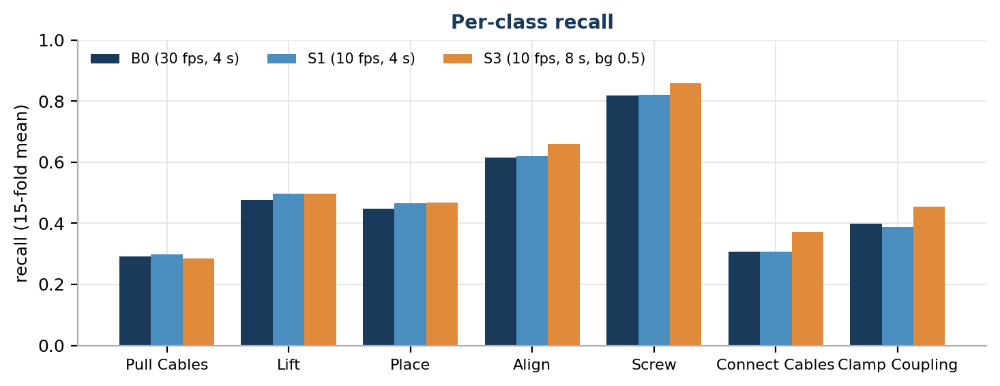 Per-class recall
B0 (30 fps, 4 s) S1 (10 fps, 4 s) S3 (10 fps, 8 s, bg 0.5)
recall (15-fold mean)
1.0
0.8
0.6
0.4
0.2
0.0
Pull Cables Lift Place Align Screw Connect Cables Clamp Coupling